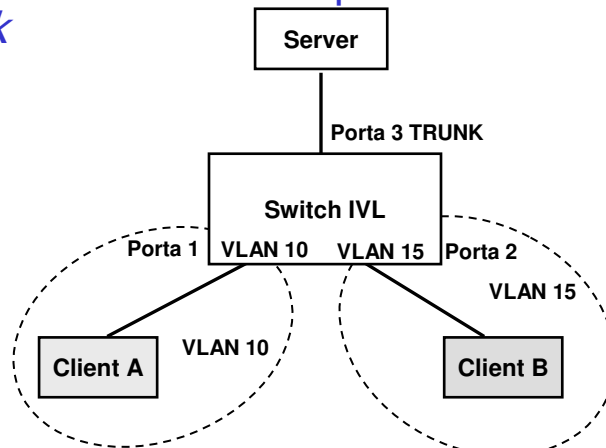 Server
Porta 3 TRUNK
Switch IVL
Porta 1 VLAN 10 VLAN 15 Porta 2
VLAN 15
VLAN 10
Client A
Client B